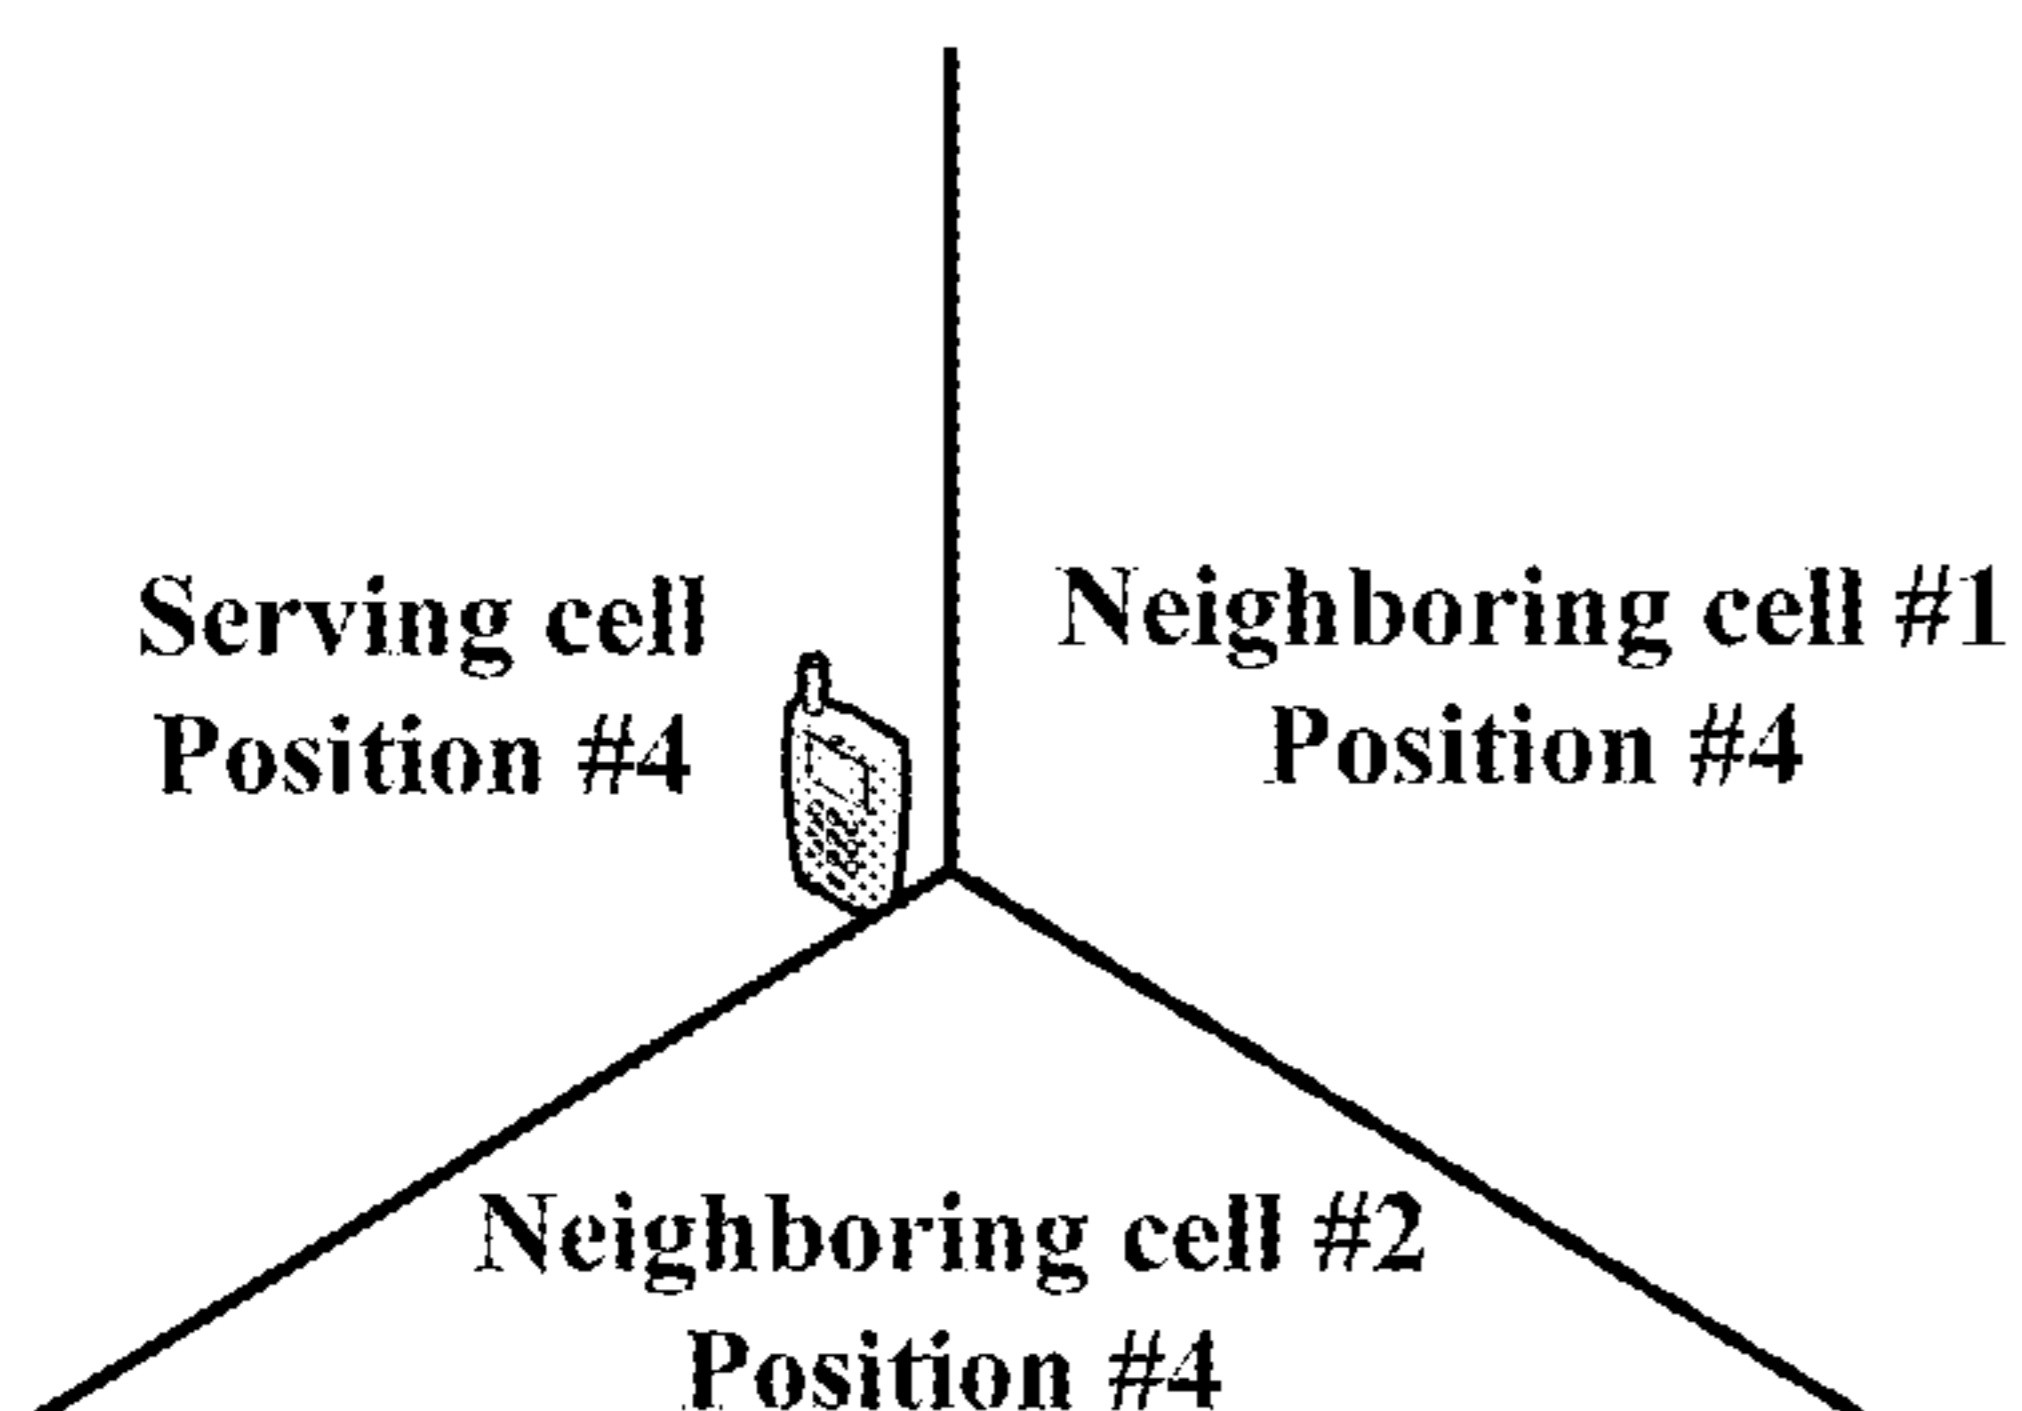 Serving cell
Position #4
Neighboring cell #1
Position #4
Neighboring cell #2
Position #4